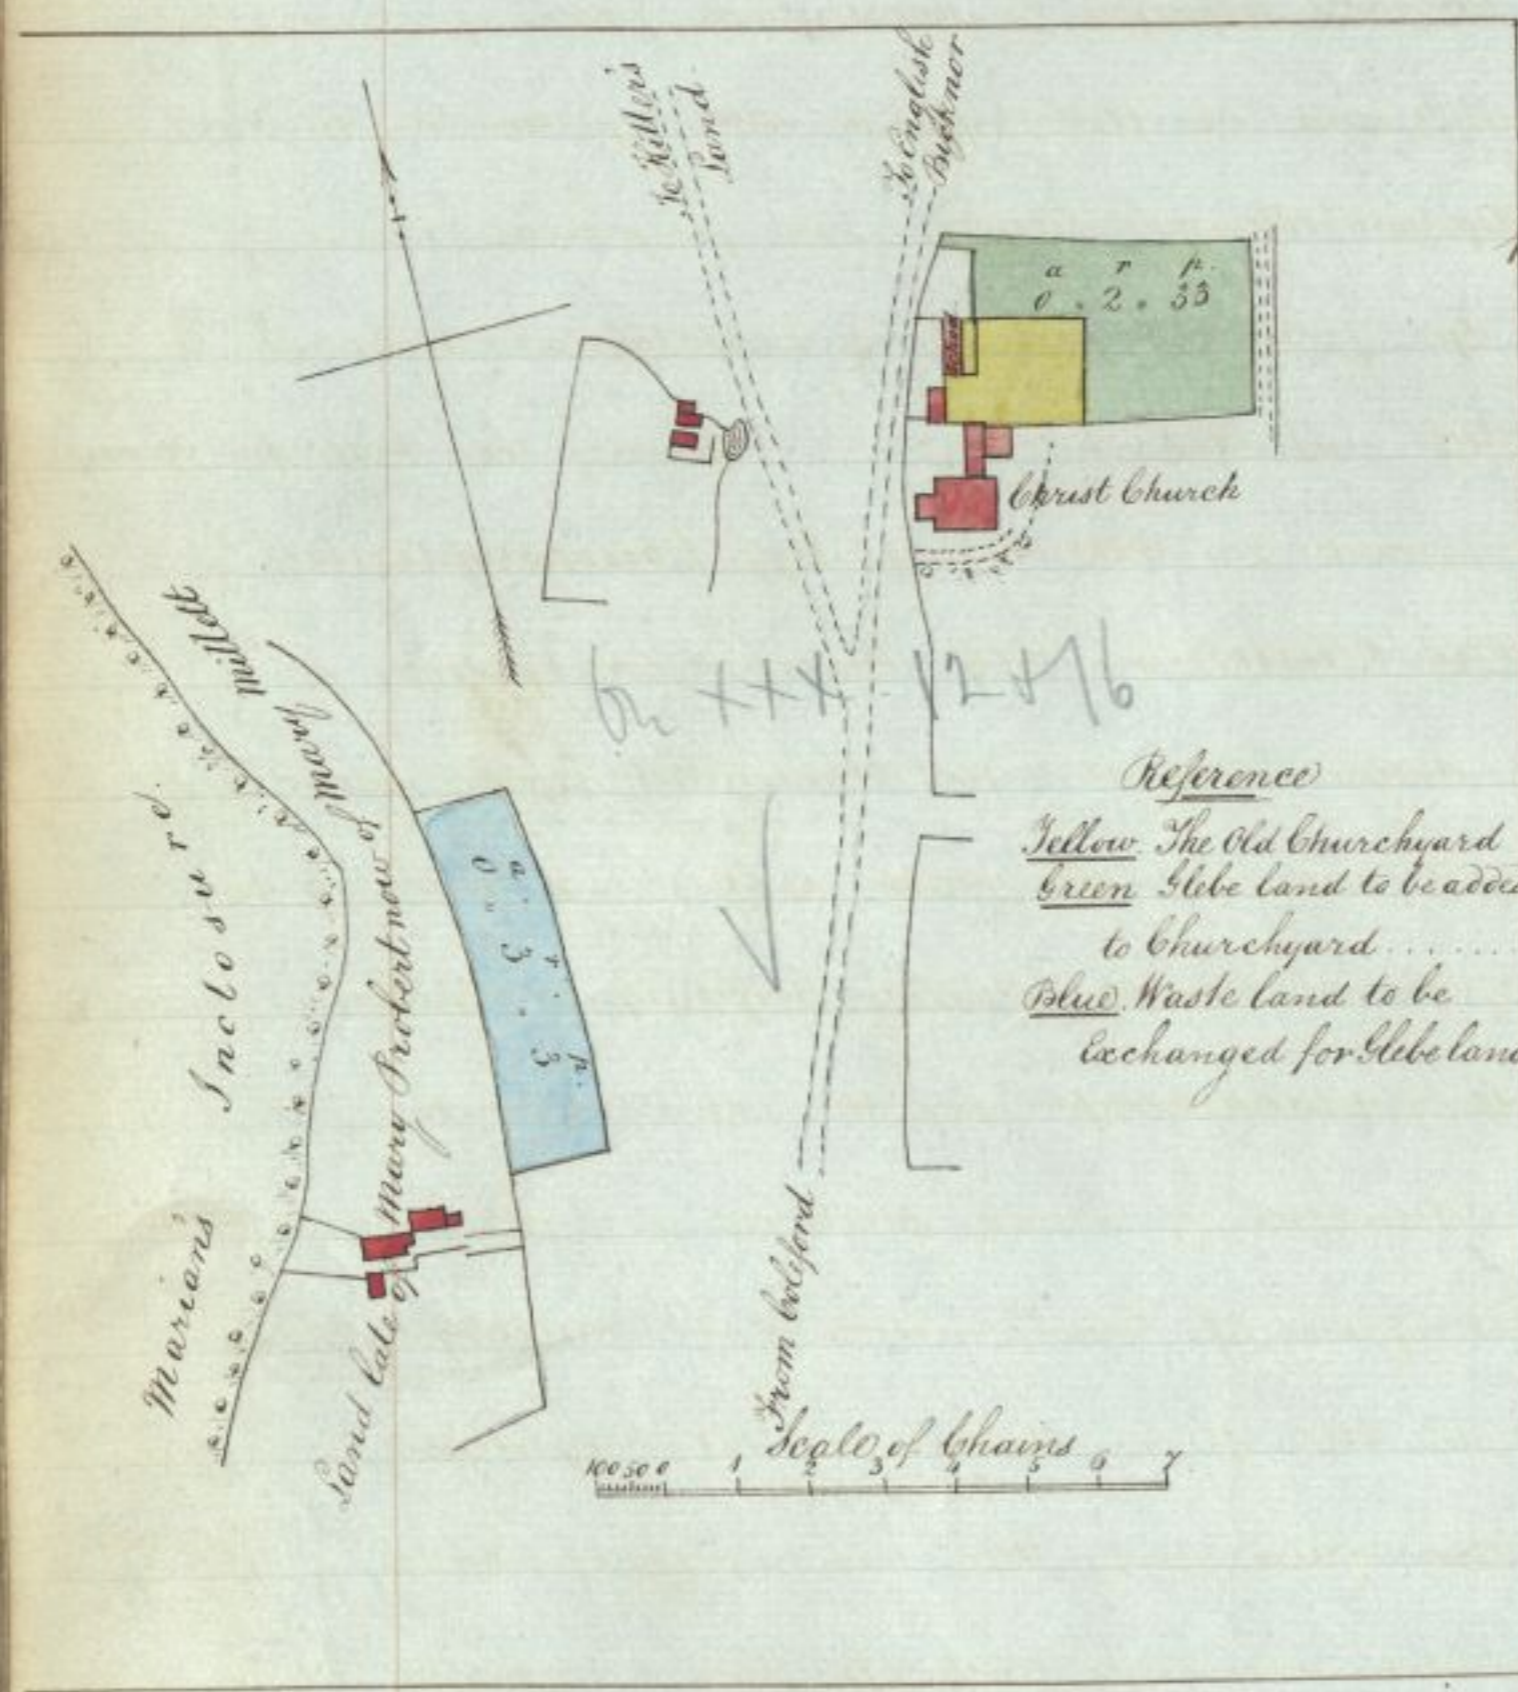 To Hiller's
Land
To English
Bicknor
a r p.
0 . 2 . 33
School
Christ Church
Reference
Yellow. The Old Churchyard
Green Glebe land to be added
to Churchyard . . . . . .
Blue. Waste land to be
Exchanged for Glebe land
a. r. p.
0 " 3 . 3
Marian's Inclosure.
Land late of Mary Probert now of Mary Millett
From Coleford
Scale of Chains
100 50 0 1 2 3 4 5 6 7